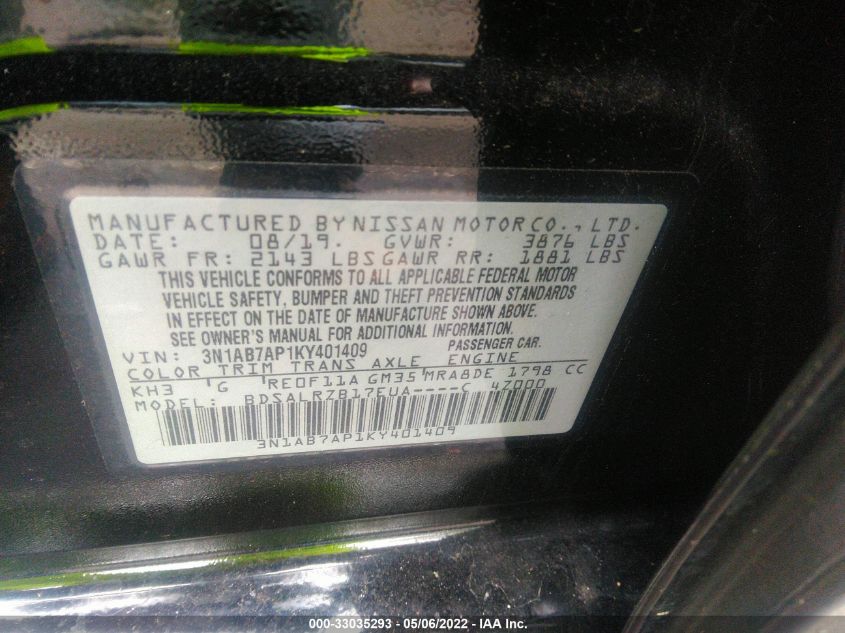 MANUFACTURED BY NISSAN MOTOR CO., LTD.
DATE: 08/19. GVWR: 3876 LBS
GAWR FR: 2143 LBS GAWR RR: 1881 LBS
THIS VEHICLE CONFORMS TO ALL APPLICABLE FEDERAL MOTOR
VEHICLE SAFETY, BUMPER AND THEFT PREVENTION STANDARDS
IN EFFECT ON THE DATE OF MANUFACTURE SHOWN ABOVE.
SEE OWNER'S MANUAL FOR ADDITIONAL INFORMATION.
VIN: 3N1AB7AP1KY401409 PASSENGER CAR.
COLOR TRIM TRANS AXLE ENGINE
KH3 'G 'RE0F11A GM35'MRA8DE 1798 CC
MODEL: BDSALRZB17EUA----C 4Z000
3N1AB7AP1KY401409
000-33035293 - 05/06/2022 - IAA Inc.